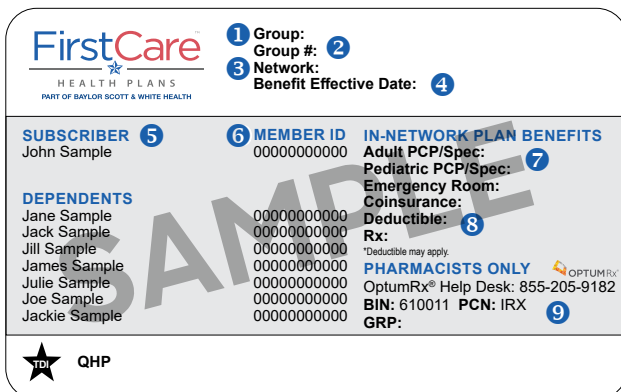 FirstCare™
HEALTH PLANS
PART OF BAYLOR SCOTT & WHITE HEALTH
1 Group:
Group #: 2
3 Network:
Benefit Effective Date: 4
SUBSCRIBER 5
John Sample
6 MEMBER ID
00000000000
DEPENDENTS
Jane Sample 00000000000
Jack Sample 00000000000
Jill Sample 00000000000
James Sample 00000000000
Julie Sample 00000000000
Joe Sample 00000000000
Jackie Sample 00000000000
IN-NETWORK PLAN BENEFITS
Adult PCP/Spec: 7
Pediatric PCP/Spec:
Emergency Room:
Coinsurance:
Deductible: 8
Rx:
*Deductible may apply.
PHARMACISTS ONLY OPTUMRx®
OptumRx® Help Desk: 855-205-9182
BIN: 610011 PCN: IRX 9
GRP:
SAMPLE
TDI QHP